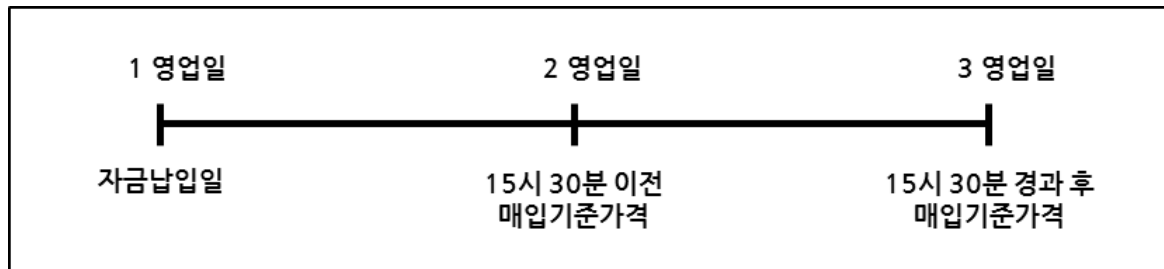 1 영업일
2 영업일
3 영업일
자금납입일
15시 30분 이전
매입기준가격
15시 30분 경과 후
매입기준가격